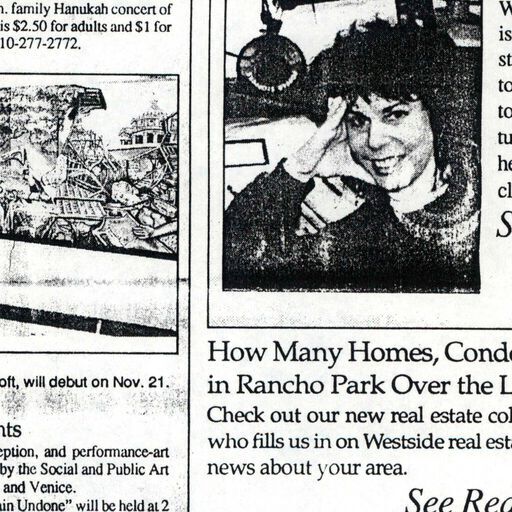 n. family Hanukah concert of
is $2.50 for adults and $1 for
10-277-2772.
oft, will debut on Nov. 21.
nts
eption, and performance-art
by the Social and Public Art
and Venice.
ain Undone" will be held at 2
W
is
st
to
to
tu
he
cl
S
How Many Homes, Condo
in Rancho Park Over the L
Check out our new real estate col
who fills us in on Westside real esta
news about your area.
See Rea